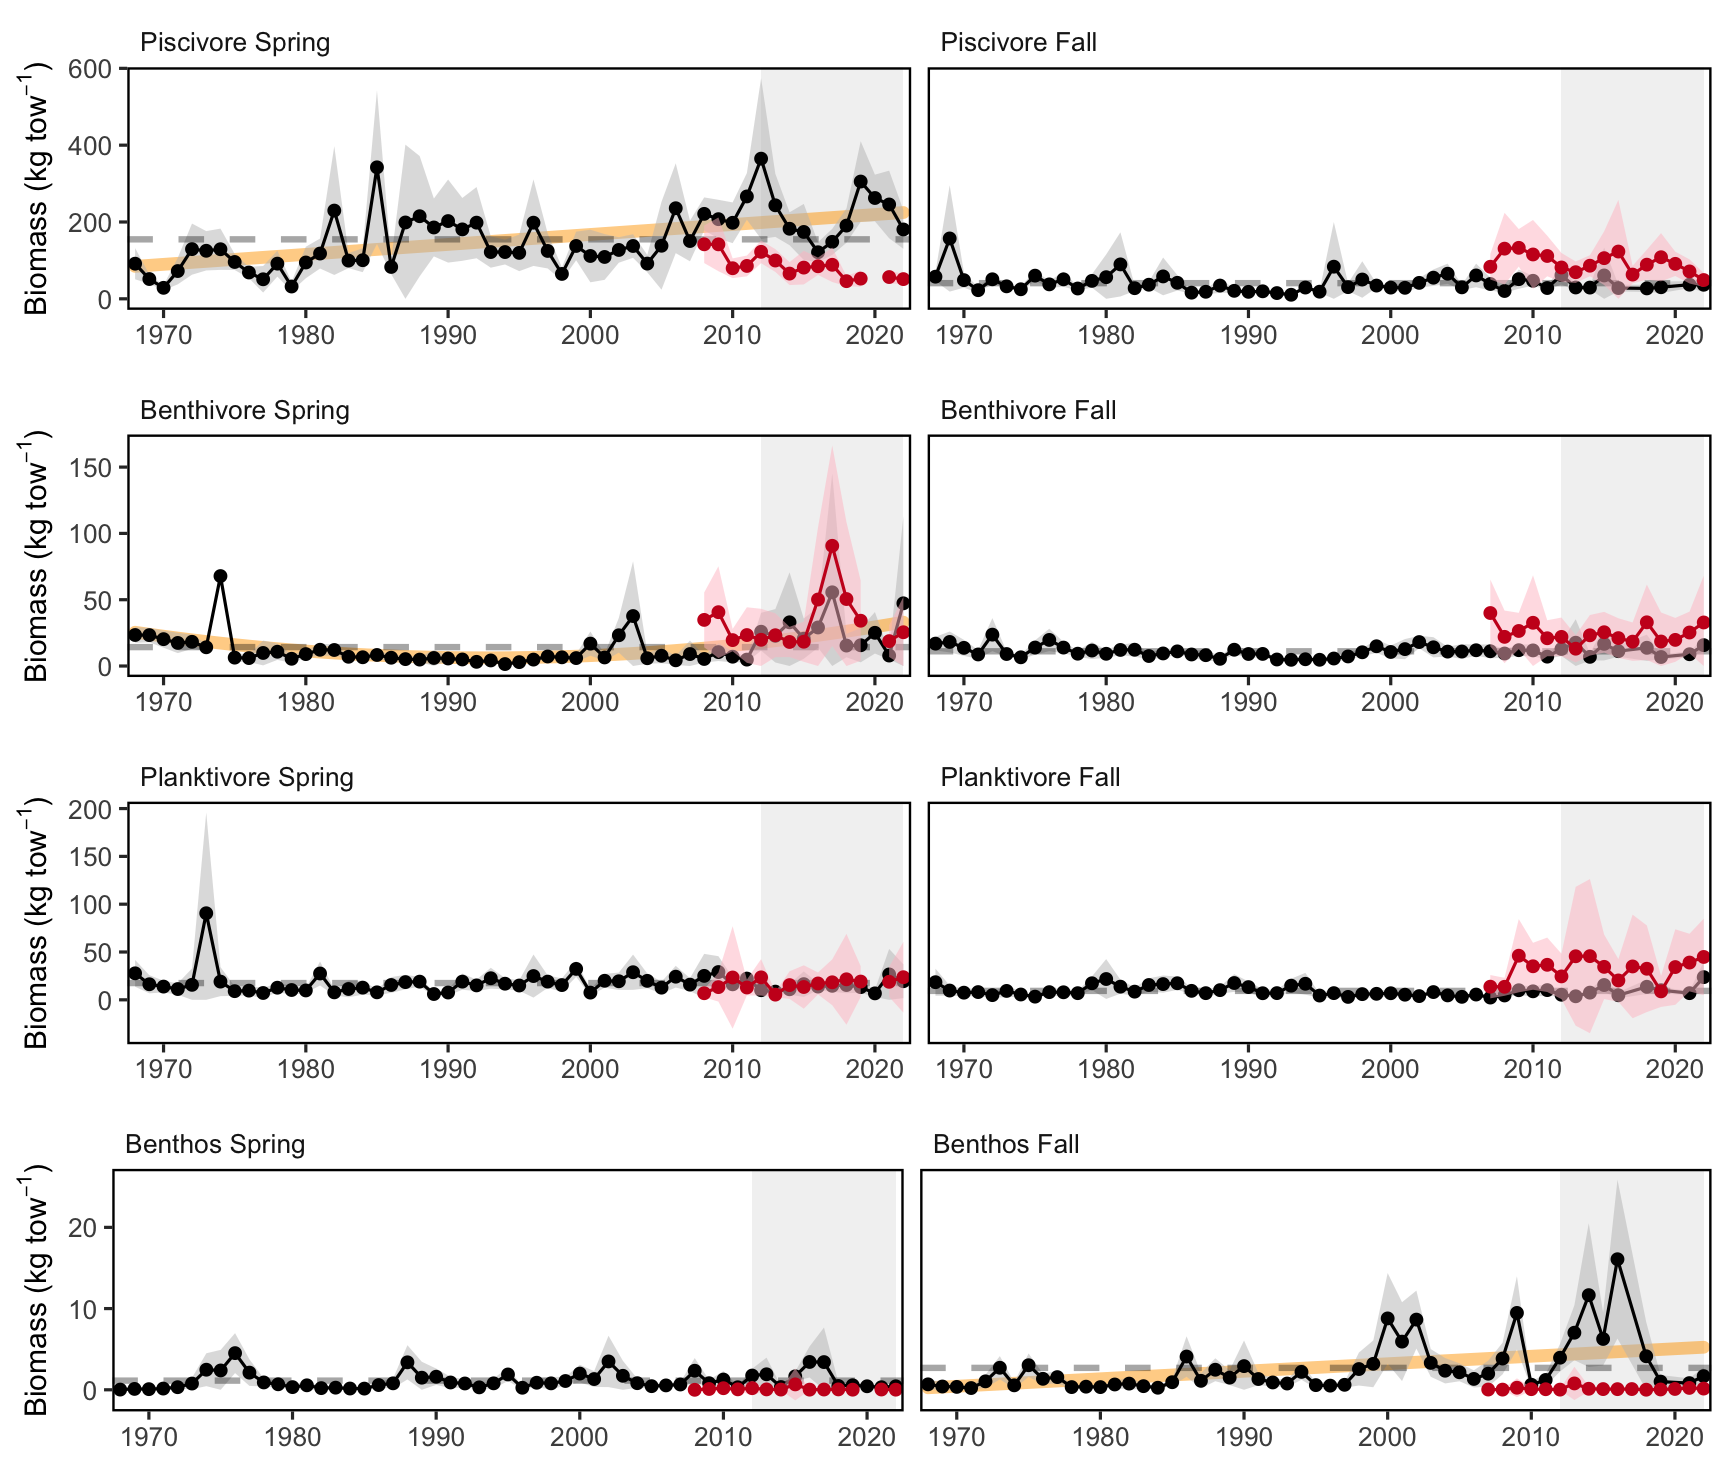 Piscivore Spring
Piscivore Fall
Biomass (kg tow⁻¹)
600
400
200
0
1970 1980 1990 2000 2010 2020
1970 1980 1990 2000 2010 2020
Benthivore Spring
Benthivore Fall
Biomass (kg tow⁻¹)
150
100
50
0
1970 1980 1990 2000 2010 2020
1970 1980 1990 2000 2010 2020
Planktivore Spring
Planktivore Fall
Biomass (kg tow⁻¹)
200
150
100
50
0
1970 1980 1990 2000 2010 2020
1970 1980 1990 2000 2010 2020
Benthos Spring
Benthos Fall
Biomass (kg tow⁻¹)
20
10
0
1970 1980 1990 2000 2010 2020
1970 1980 1990 2000 2010 2020